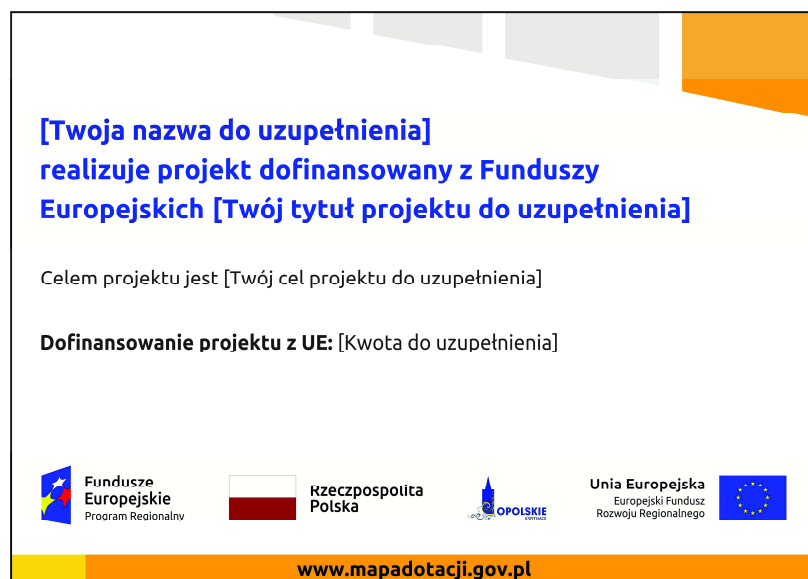 [Twoja nazwa do uzupełnienia]
realizuje projekt dofinansowany z Funduszy
Europejskich [Twój tytuł projektu do uzupełnienia]
Celem projektu jest [Twój cel projektu do uzupełnienia]
Dofinansowanie projektu z UE: [Kwota do uzupełnienia]
Fundusze
Europejskie
Program Regionalny
Rzeczpospolita
Polska
OPOLSKIE
Unia Europejska
Europejski Fundusz
Rozwoju Regionalnego
www.mapadotacji.gov.pl